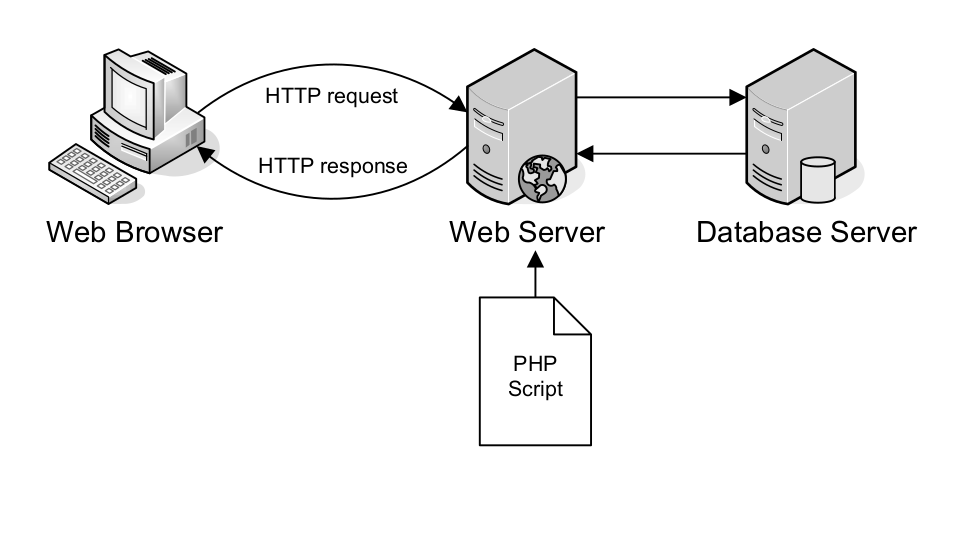 HTTP request
HTTP response
Web Browser
Web Server
Database Server
PHP
Script